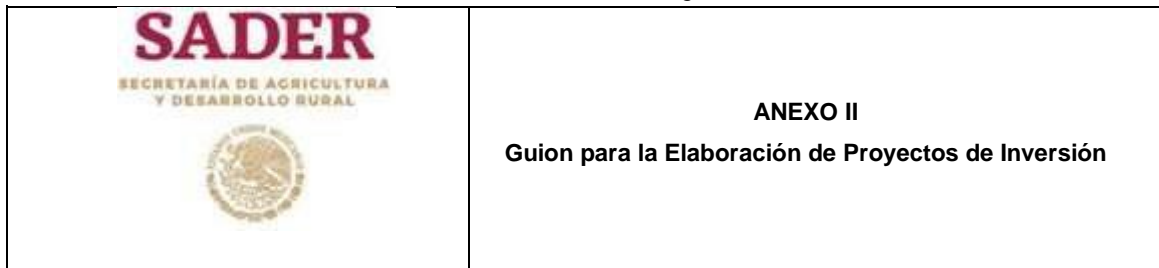 SADER
SECRETARÍA DE AGRICULTURA
Y DESARROLLO RURAL
ANEXO II
Guion para la Elaboración de Proyectos de Inversión